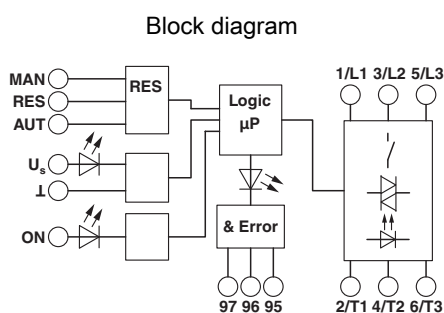 Block diagram
MAN
RES
AUT
RES
Logic
µP
1/L1 3/L2 5/L3
Us
⊥
ON
& Error
97 96 95
2/T1 4/T2 6/T3